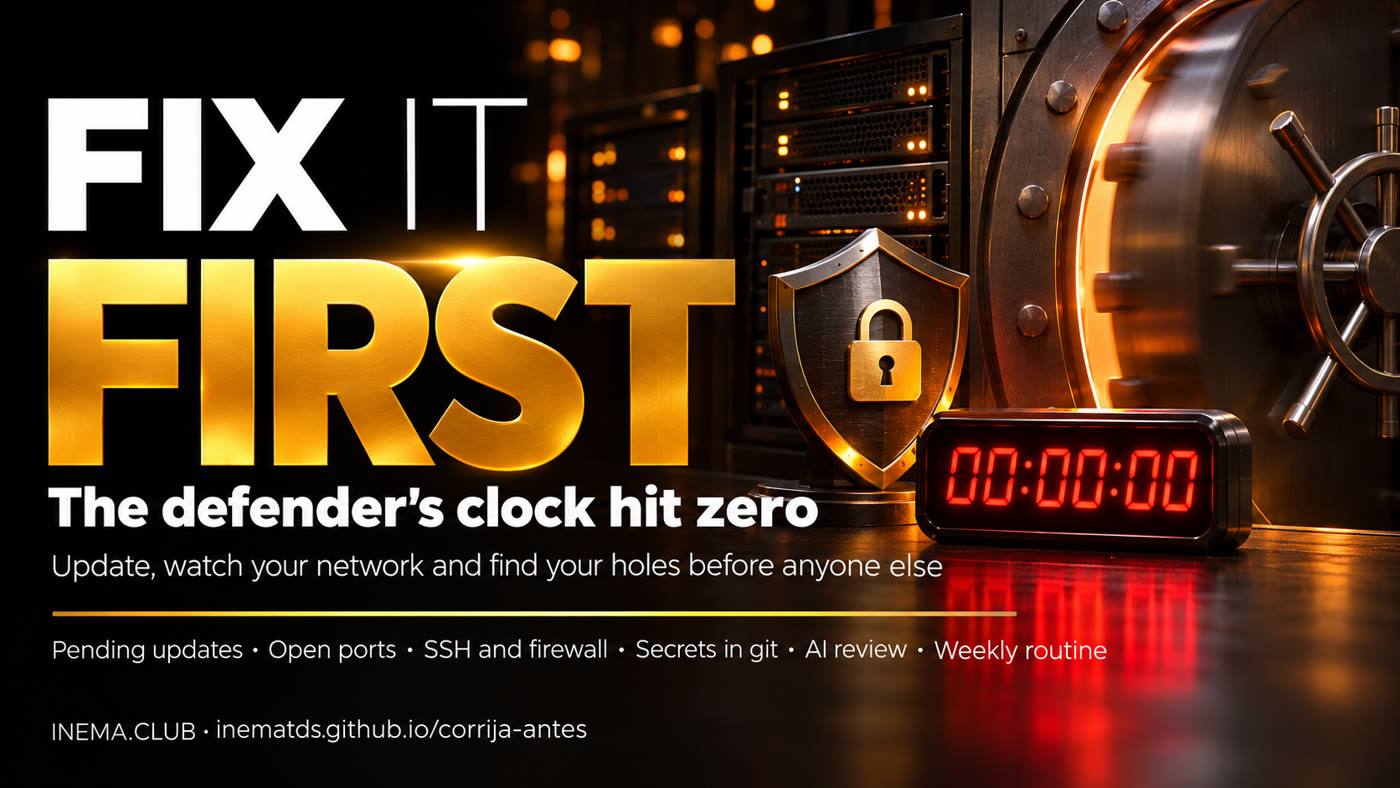 FIX IT
FIRST
The defender’s clock hit zero
Update, watch your network and find your holes before anyone else
Pending updates • Open ports • SSH and firewall • Secrets in git • AI review • Weekly routine
INEMA.CLUB • inematds.github.io/corrija-antes
00:00:00